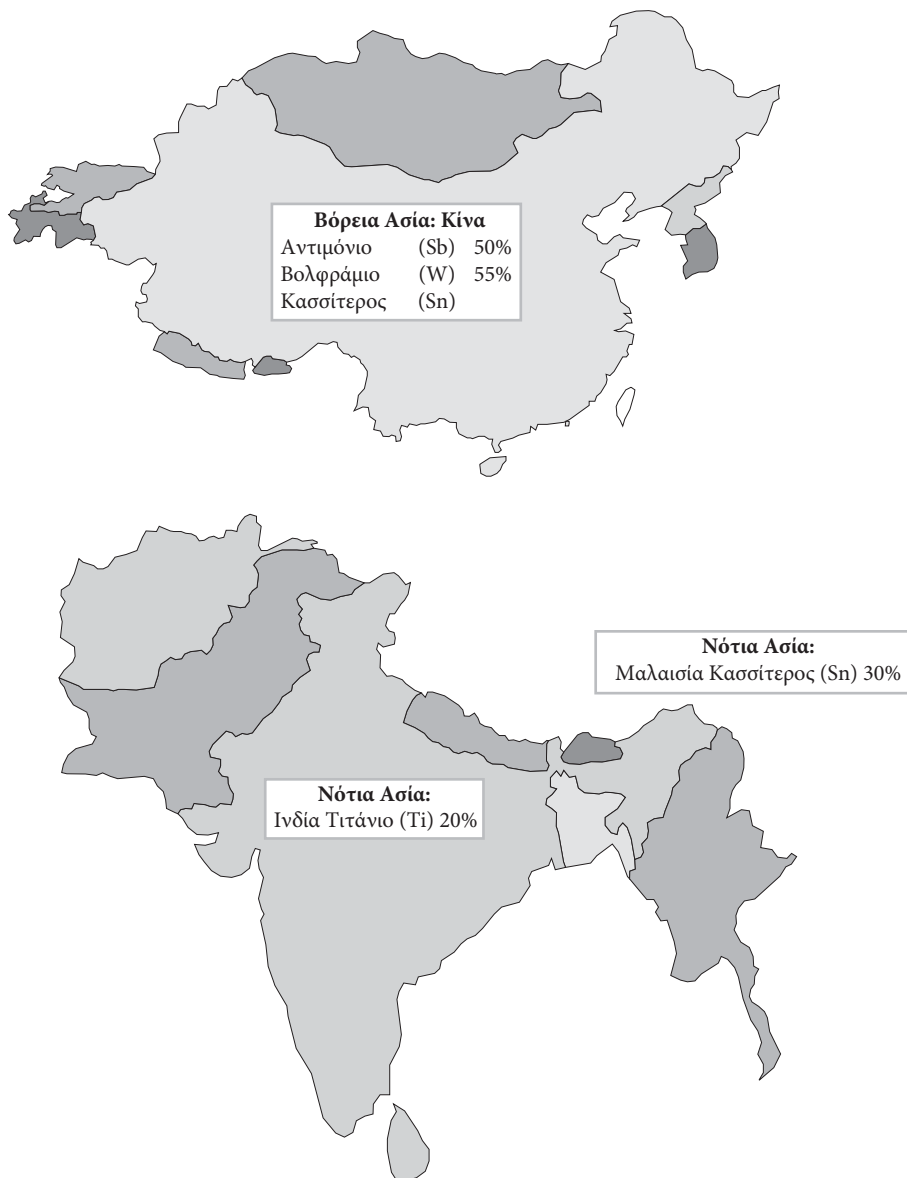 Βόρεια Ασία: Κίνα
Αντιμόνιο (Sb) 50%
Βολφράμιο (W) 55%
Κασσίτερος (Sn)
Νότια Ασία:
Μαλαισία Κασσίτερος (Sn) 30%
Νότια Ασία:
Ινδία Τιτάνιο (Ti) 20%